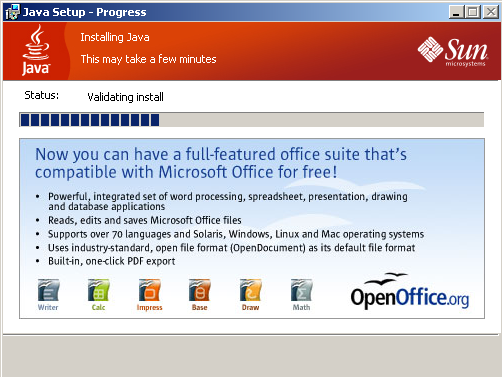 Java Setup - Progress
Java
Installing Java
This may take a few minutes
Sun
microsystems
Status: Validating install
Now you can have a full-featured office suite that's
compatible with Microsoft Office for free!
• Powerful, integrated set of word processing, spreadsheet, presentation, drawing
and database applications
• Reads, edits and saves Microsoft Office files
• Supports over 70 languages and Solaris, Windows, Linux and Mac operating systems
• Uses industry-standard, open file format (OpenDocument) as its default file format
• Built-in, one-click PDF export
Writer Calc Impress Base Draw Math
OpenOffice.org